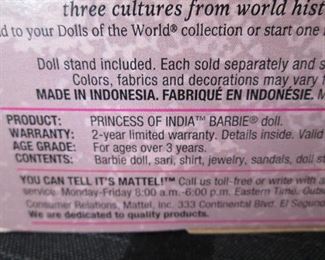 three cultures from world hist
d to your Dolls of the World® collection or start one
Doll stand included. Each sold separately and s
Colors, fabrics and decorations may vary
MADE IN INDONESIA. FABRIQUÉ EN INDONÉSIE.
PRODUCT: PRINCESS OF INDIA™ BARBIE® doll.
WARRANTY: 2-year limited warranty. Details inside. Valid
AGE GRADE: For ages over 3 years.
CONTENTS: Barbie doll, sari, shirt, jewelry, sandals, doll st
YOU CAN TELL IT'S MATTEL!™ Call us toll-free or write with a
service. Monday-Friday 8:00 a.m.-6:00 p.m. Eastern Time. Outs
Consumer Relations, Mattel, Inc. 333 Continental Blvd. El Segundo
We are dedicated to quality products.